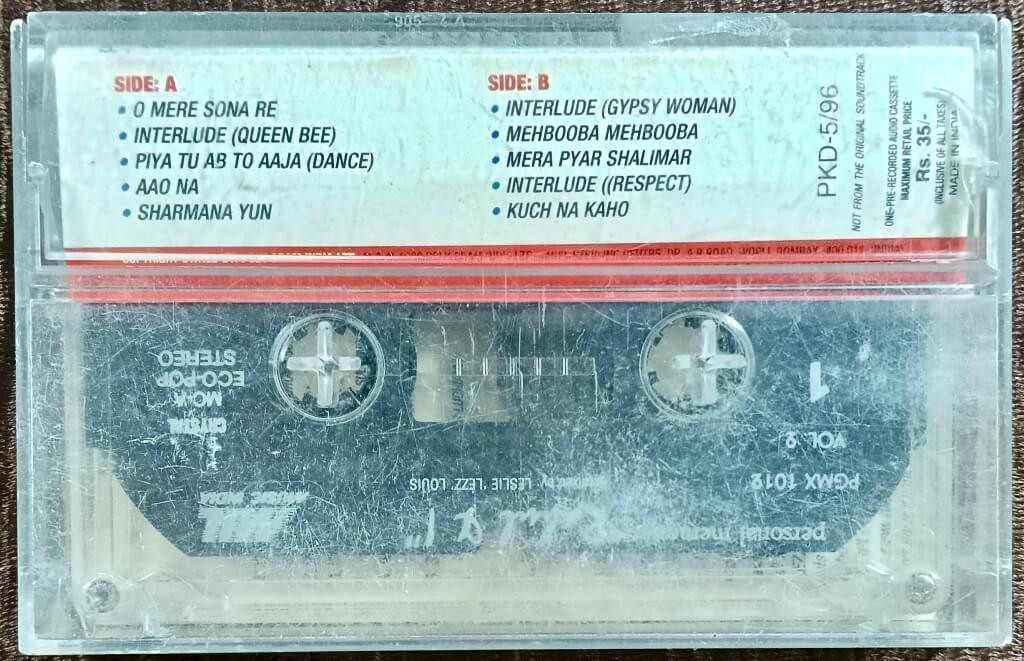 SIDE: A
• O MERE SONA RE
• INTERLUDE (QUEEN BEE)
• PIYA TU AB TO AAJA (DANCE)
• AAO NA
• SHARMANA YUN
SIDE: B
• INTERLUDE (GYPSY WOMAN)
• MEHBOOBA MEHBOOBA
• MERA PYAR SHALIMAR
• INTERLUDE ((RESPECT)
• KUCH NA KAHO
PKD-5/96
NOT FROM THE ORIGINAL SOUNDTRACK
ONE-PRE-RECORDED AUDIO CASSETTE
MAXIMUM RETAIL PRICE
Rs. 35/-
(INCLUSIVE OF ALL TAXES)
MADE IN INDIA
personal
MUSIC INDIA
LESLIE 'LEZZ' LOUIS
PGMX 1012
VOL. 2
1
CRYSTAL
MC-X
ECO-POP
STEREO